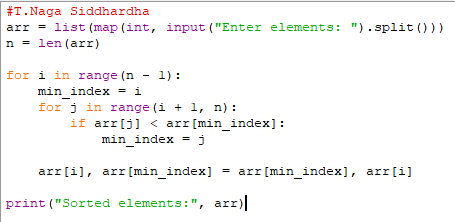 #T.Naga Siddhardha
arr = list(map(int, input("Enter elements: ").split()))
n = len(arr)

for i in range(n - 1):
    min_index = i
    for j in range(i + 1, n):
        if arr[j] < arr[min_index]:
            min_index = j

    arr[i], arr[min_index] = arr[min_index], arr[i]

print("Sorted elements:", arr)